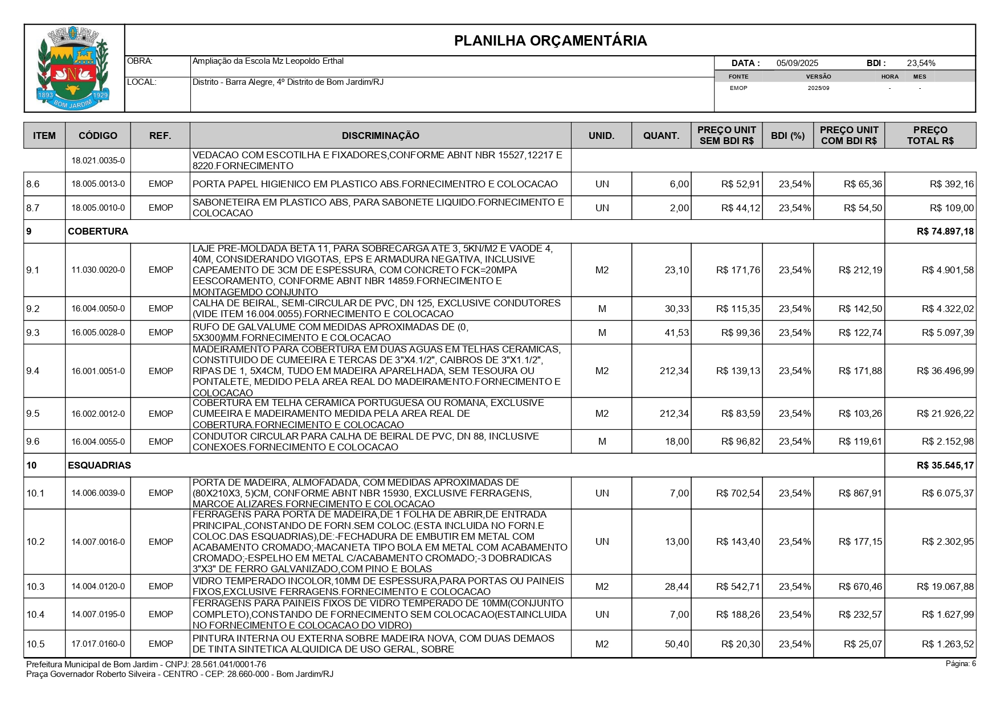 PLANILHA ORÇAMENTÁRIA
OBRA: Ampliação da Escola Mz Leopoldo Erthal
DATA : 05/09/2025 BDI : 23,54%
FONTE VERSÃO HORA MES
LOCAL: Distrito - Barra Alegre, 4º Distrito de Bom Jardim/RJ
EMOP 2025/09 - -
N
1893 1929
BOM JARDIM
ITEM CÓDIGO REF. DISCRIMINAÇÃO UNID. QUANT. PREÇO UNIT SEM BDI R$ BDI (%) PREÇO UNIT COM BDI R$ PREÇO TOTAL R$
18.021.0035-0 VEDACAO COM ESCOTILHA E FIXADORES,CONFORME ABNT NBR 15527,12217 E
8220.FORNECIMENTO
8.6 18.005.0013-0 EMOP PORTA PAPEL HIGIENICO EM PLASTICO ABS.FORNECIMENTRO E COLOCACAO UN 6,00 R$ 52,91 23,54% R$ 65,36 R$ 392,16
8.7 18.005.0010-0 EMOP SABONETEIRA EM PLASTICO ABS, PARA SABONETE LIQUIDO.FORNECIMENTO E
COLOCACAO UN 2,00 R$ 44,12 23,54% R$ 54,50 R$ 109,00
9 COBERTURA R$ 74.897,18
9.1 11.030.0020-0 EMOP LAJE PRE-MOLDADA BETA 11, PARA SOBRECARGA ATE 3, 5KN/M2 E VAODE 4,
40M, CONSIDERANDO VIGOTAS, EPS E ARMADURA NEGATIVA, INCLUSIVE
CAPEAMENTO DE 3CM DE ESPESSURA, COM CONCRETO FCK=20MPA
EESCORAMENTO, CONFORME ABNT NBR 14859.FORNECIMENTO E
MONTAGEMDO CONJUNTO M2 23,10 R$ 171,76 23,54% R$ 212,19 R$ 4.901,58
9.2 16.004.0050-0 EMOP CALHA DE BEIRAL, SEMI-CIRCULAR DE PVC, DN 125, EXCLUSIVE CONDUTORES
(VIDE ITEM 16.004.0055).FORNECIMENTO E COLOCACAO M 30,33 R$ 115,35 23,54% R$ 142,50 R$ 4.322,02
9.3 16.005.0028-0 EMOP RUFO DE GALVALUME COM MEDIDAS APROXIMADAS DE (0,
5X300)MM.FORNECIMENTO E COLOCACAO M 41,53 R$ 99,36 23,54% R$ 122,74 R$ 5.097,39
9.4 16.001.0051-0 EMOP MADEIRAMENTO PARA COBERTURA EM DUAS AGUAS EM TELHAS CERAMICAS,
CONSTITUIDO DE CUMEEIRA E TERCAS DE 3"X4.1/2", CAIBROS DE 3"X1.1/2",
RIPAS DE 1, 5X4CM, TUDO EM MADEIRA APARELHADA, SEM TESOURA OU
PONTALETE, MEDIDO PELA AREA REAL DO MADEIRAMENTO.FORNECIMENTO E
COLOCACAO M2 212,34 R$ 139,13 23,54% R$ 171,88 R$ 36.496,99
9.5 16.002.0012-0 EMOP COBERTURA EM TELHA CERAMICA PORTUGUESA OU ROMANA, EXCLUSIVE
CUMEEIRA E MADEIRAMENTO MEDIDA PELA AREA REAL DE
COBERTURA.FORNECIMENTO E COLOCACAO M2 212,34 R$ 83,59 23,54% R$ 103,26 R$ 21.926,22
9.6 16.004.0055-0 EMOP CONDUTOR CIRCULAR PARA CALHA DE BEIRAL DE PVC, DN 88, INCLUSIVE
CONEXOES.FORNECIMENTO E COLOCACAO M 18,00 R$ 96,82 23,54% R$ 119,61 R$ 2.152,98
10 ESQUADRIAS R$ 35.545,17
10.1 14.006.0039-0 EMOP PORTA DE MADEIRA, ALMOFADADA, COM MEDIDAS APROXIMADAS DE
(80X210X3, 5)CM, CONFORME ABNT NBR 15930, EXCLUSIVE FERRAGENS,
MARCOE ALIZARES.FORNECIMENTO E COLOCACAO UN 7,00 R$ 702,54 23,54% R$ 867,91 R$ 6.075,37
10.2 14.007.0016-0 EMOP FERRAGENS PARA PORTA DE MADEIRA,DE 1 FOLHA DE ABRIR,DE ENTRADA
PRINCIPAL,CONSTANDO DE FORN.SEM COLOC.(ESTA INCLUIDA NO FORN.E
COLOC.DAS ESQUADRIAS),DE:-FECHADURA DE EMBUTIR EM METAL COM
ACABAMENTO CROMADO;-MACANETA TIPO BOLA EM METAL COM ACABAMENTO
CROMADO;-ESPELHO EM METAL C/ACABAMENTO CROMADO;-3 DOBRADICAS
3"X3" DE FERRO GALVANIZADO,COM PINO E BOLAS UN 13,00 R$ 143,40 23,54% R$ 177,15 R$ 2.302,95
10.3 14.004.0120-0 EMOP VIDRO TEMPERADO INCOLOR,10MM DE ESPESSURA,PARA PORTAS OU PAINEIS
FIXOS,EXCLUSIVE FERRAGENS.FORNECIMENTO E COLOCACAO M2 28,44 R$ 542,71 23,54% R$ 670,46 R$ 19.067,88
10.4 14.007.0195-0 EMOP FERRAGENS PARA PAINEIS FIXOS DE VIDRO TEMPERADO DE 10MM(CONJUNTO
COMPLETO),CONSTANDO DE FORNECIMENTO SEM COLOCACAO(ESTAINCLUIDA
NO FORNECIMENTO E COLOCACAO DO VIDRO) UN 7,00 R$ 188,26 23,54% R$ 232,57 R$ 1.627,99
10.5 17.017.0160-0 EMOP PINTURA INTERNA OU EXTERNA SOBRE MADEIRA NOVA, COM DUAS DEMAOS
DE TINTA SINTETICA ALQUIDICA DE USO GERAL, SOBRE M2 50,40 R$ 20,30 23,54% R$ 25,07 R$ 1.263,52
Prefeitura Municipal de Bom Jardim - CNPJ: 28.561.041/0001-76 Página: 6
Praça Governador Roberto Silveira - CENTRO - CEP: 28.660-000 - Bom Jardim/RJ